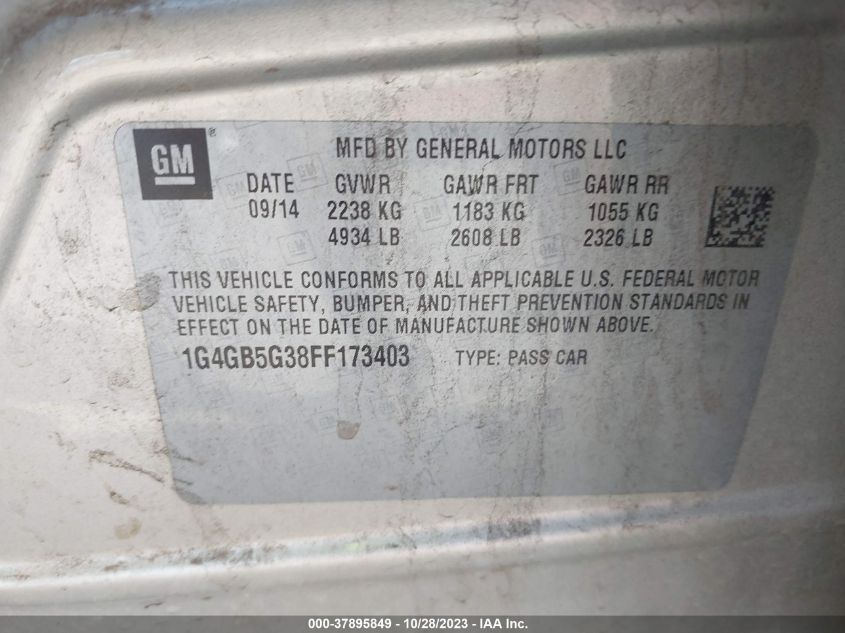 GM ®
MFD BY GENERAL MOTORS LLC
DATE GVWR GAWR FRT GAWR RR
09/14 2238 KG 1183 KG 1055 KG
4934 LB 2608 LB 2326 LB
THIS VEHICLE CONFORMS TO ALL APPLICABLE U.S. FEDERAL MOTOR
VEHICLE SAFETY, BUMPER, AND THEFT PREVENTION STANDARDS IN
EFFECT ON THE DATE OF MANUFACTURE SHOWN ABOVE.
1G4GB5G38FF173403 TYPE: PASS CAR
000-37895849 | 10/28/2023 - IAA Inc.